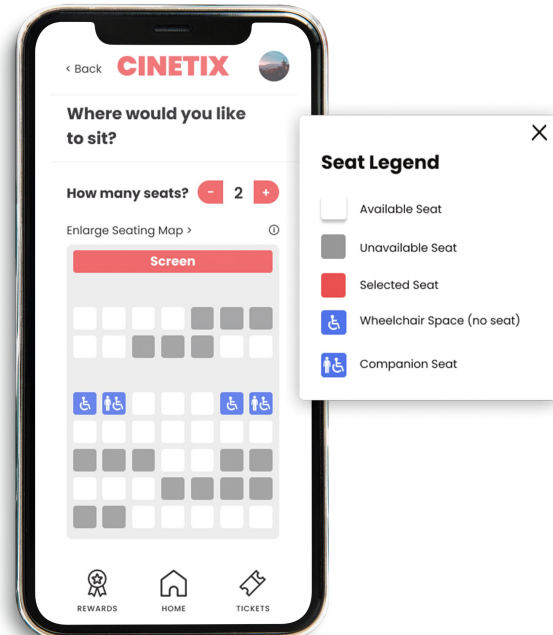 < Back CINETIX
Where would you like
to sit?
How many seats? - 2 +
Enlarge Seating Map >
Screen
REWARDS HOME TICKETS
Seat Legend
Available Seat
Unavailable Seat
Selected Seat
Wheelchair Space (no seat)
Companion Seat